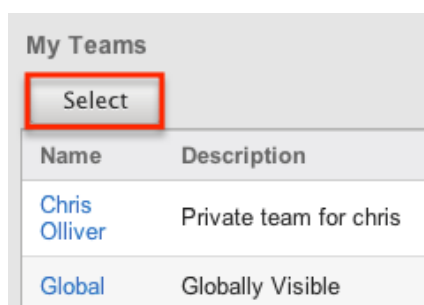 My Teams
Select
Name Description
Chris
Olliver Private team for chris
Global Globally Visible